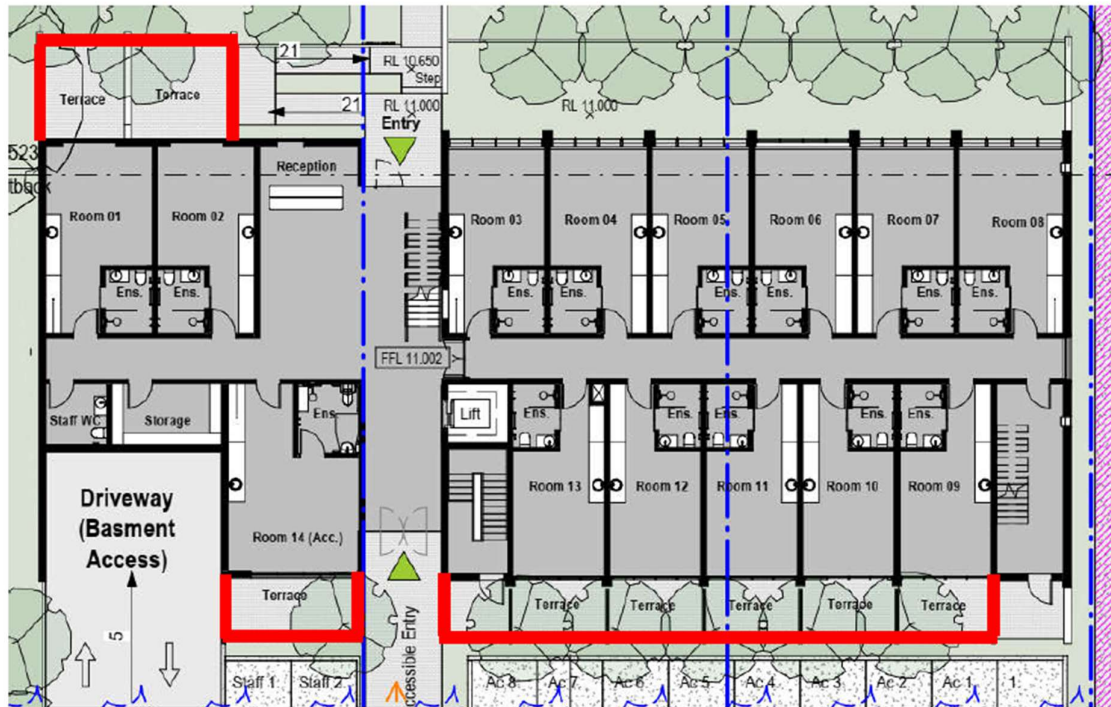 21
RL 10.650
Step
Terrace
Terrace
21
RL 11.000
RL 11.000
Entry
523
tbook
Reception
Room 01
Room 02
Room 03
Room 04
Room 05
Room 06
Room 07
Room 08
Ens.
Ens.
Ens.
Ens.
Ens.
Ens.
Ens.
Ens.
FFL 11.002
Staff WC
Storage
Ens.
Lift
Ens.
Ens.
Ens.
Ens.
Ens.
Driveway
(Basment
Access)
Room 13
Room 12
Room 11
Room 10
Room 09
Room 14 (Acc.)
Terrace
Terrace
Terrace
Terrace
Terrace
Terrace
5
ccessible Entry
Staff 1
Staff 2
Ac 8
Ac 7
Ac 6
Ac 5
Ac 4
Ac 3
Ac 2
Ac 1
1